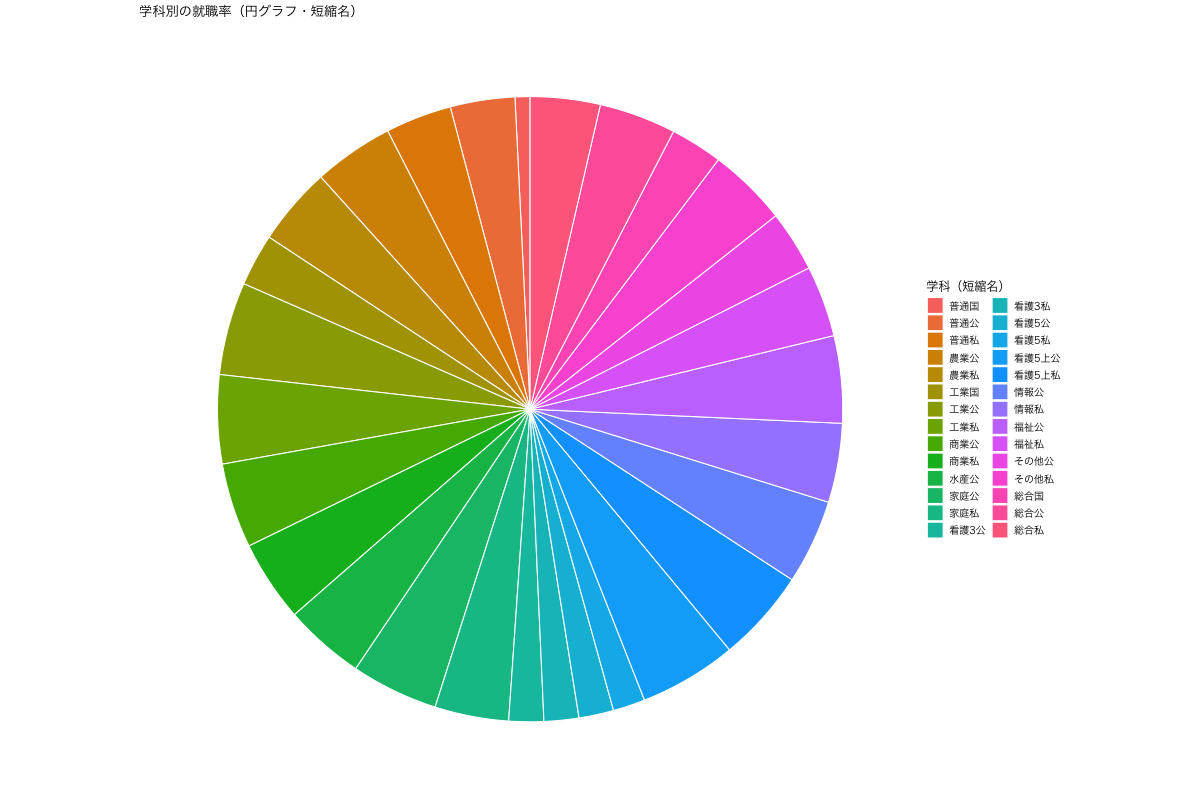 学科別の就職率（円グラフ・短縮名）
学科（短縮名）
普通国
普通公
普通私
農業公
農業私
工業国
工業公
工業私
商業公
商業私
水産公
家庭公
家庭私
看護3公
看護3私
看護5公
看護5私
看護5上公
看護5上私
情報公
情報私
福祉公
福祉私
その他公
その他私
総合国
総合公
総合私